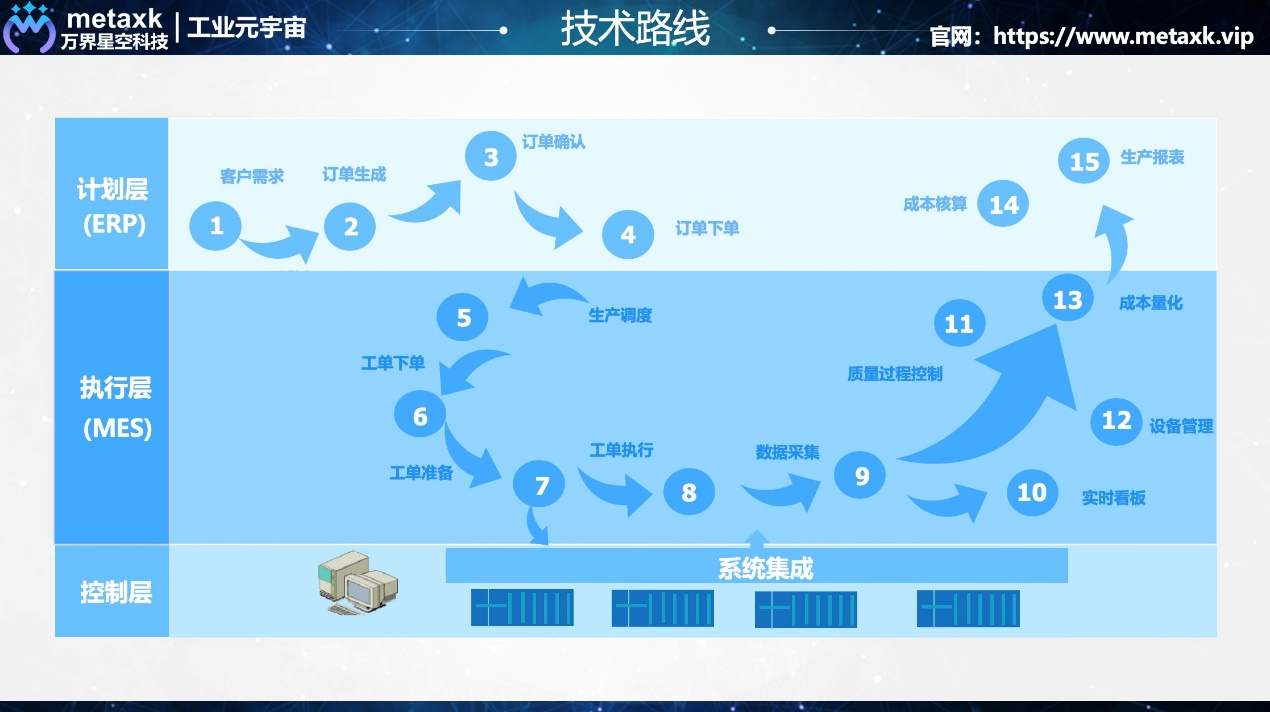 metaxk
万界星空科技
工业元宇宙
技术路线
官网：https://www.metaxk.vip
计划层
(ERP)
客户需求
1
订单生成
2
3
订单确认
4
订单下单
成本核算
14
15
生产报表
执行层
(MES)
5
生产调度
工单下单
6
工单准备
7
工单执行
8
数据采集
9
10
实时看板
质量过程控制
11
12
设备管理
13
成本量化
控制层
系统集成